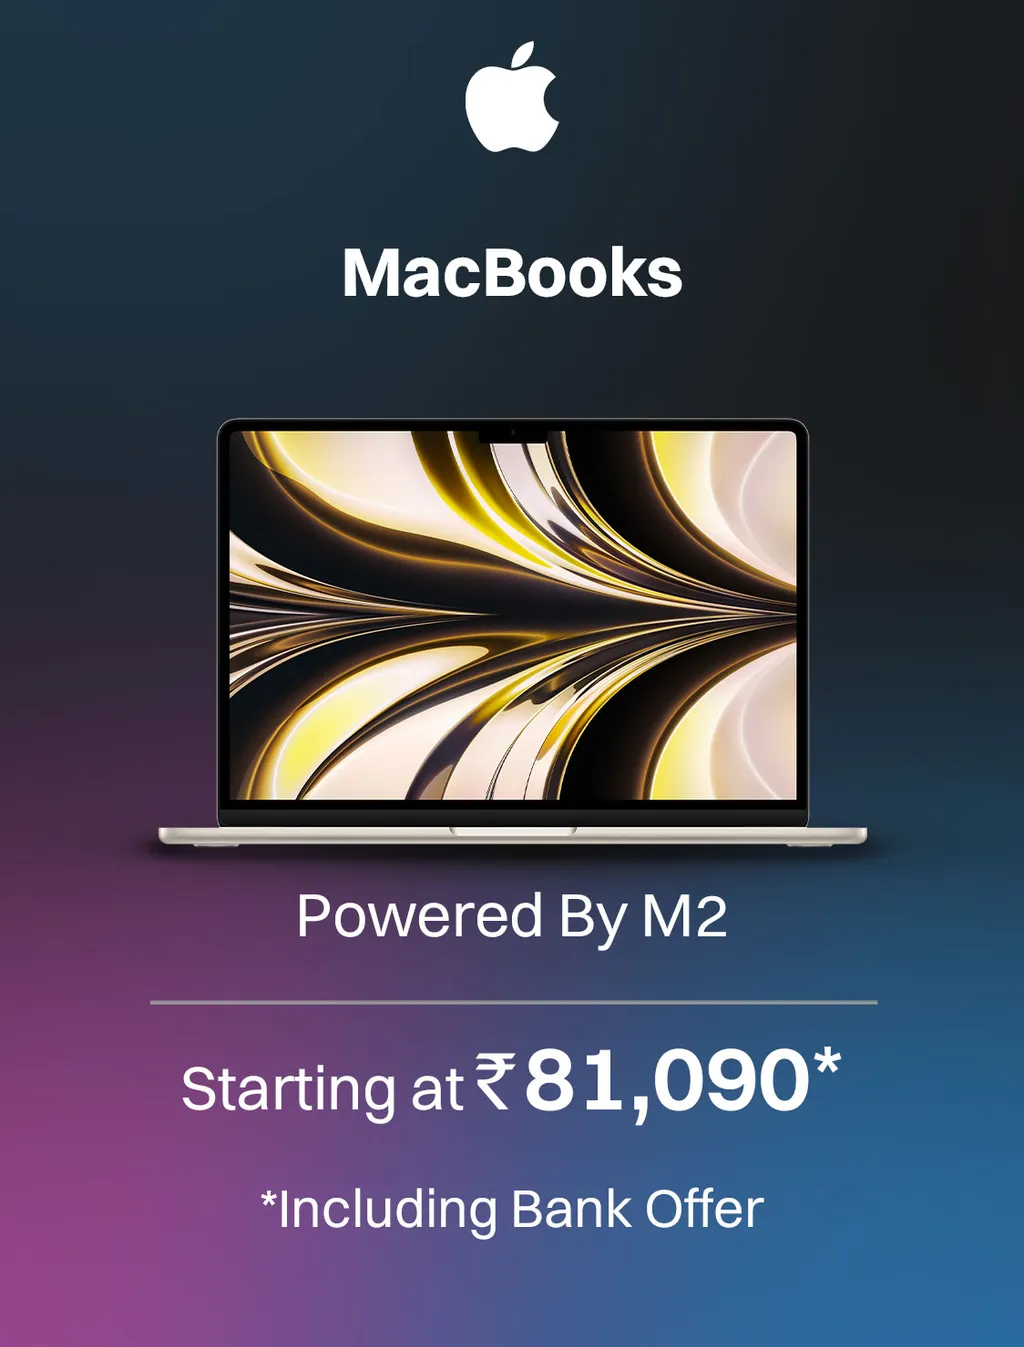 MacBooks
Powered By M2
Starting at ₹81,090*
*Including Bank Offer